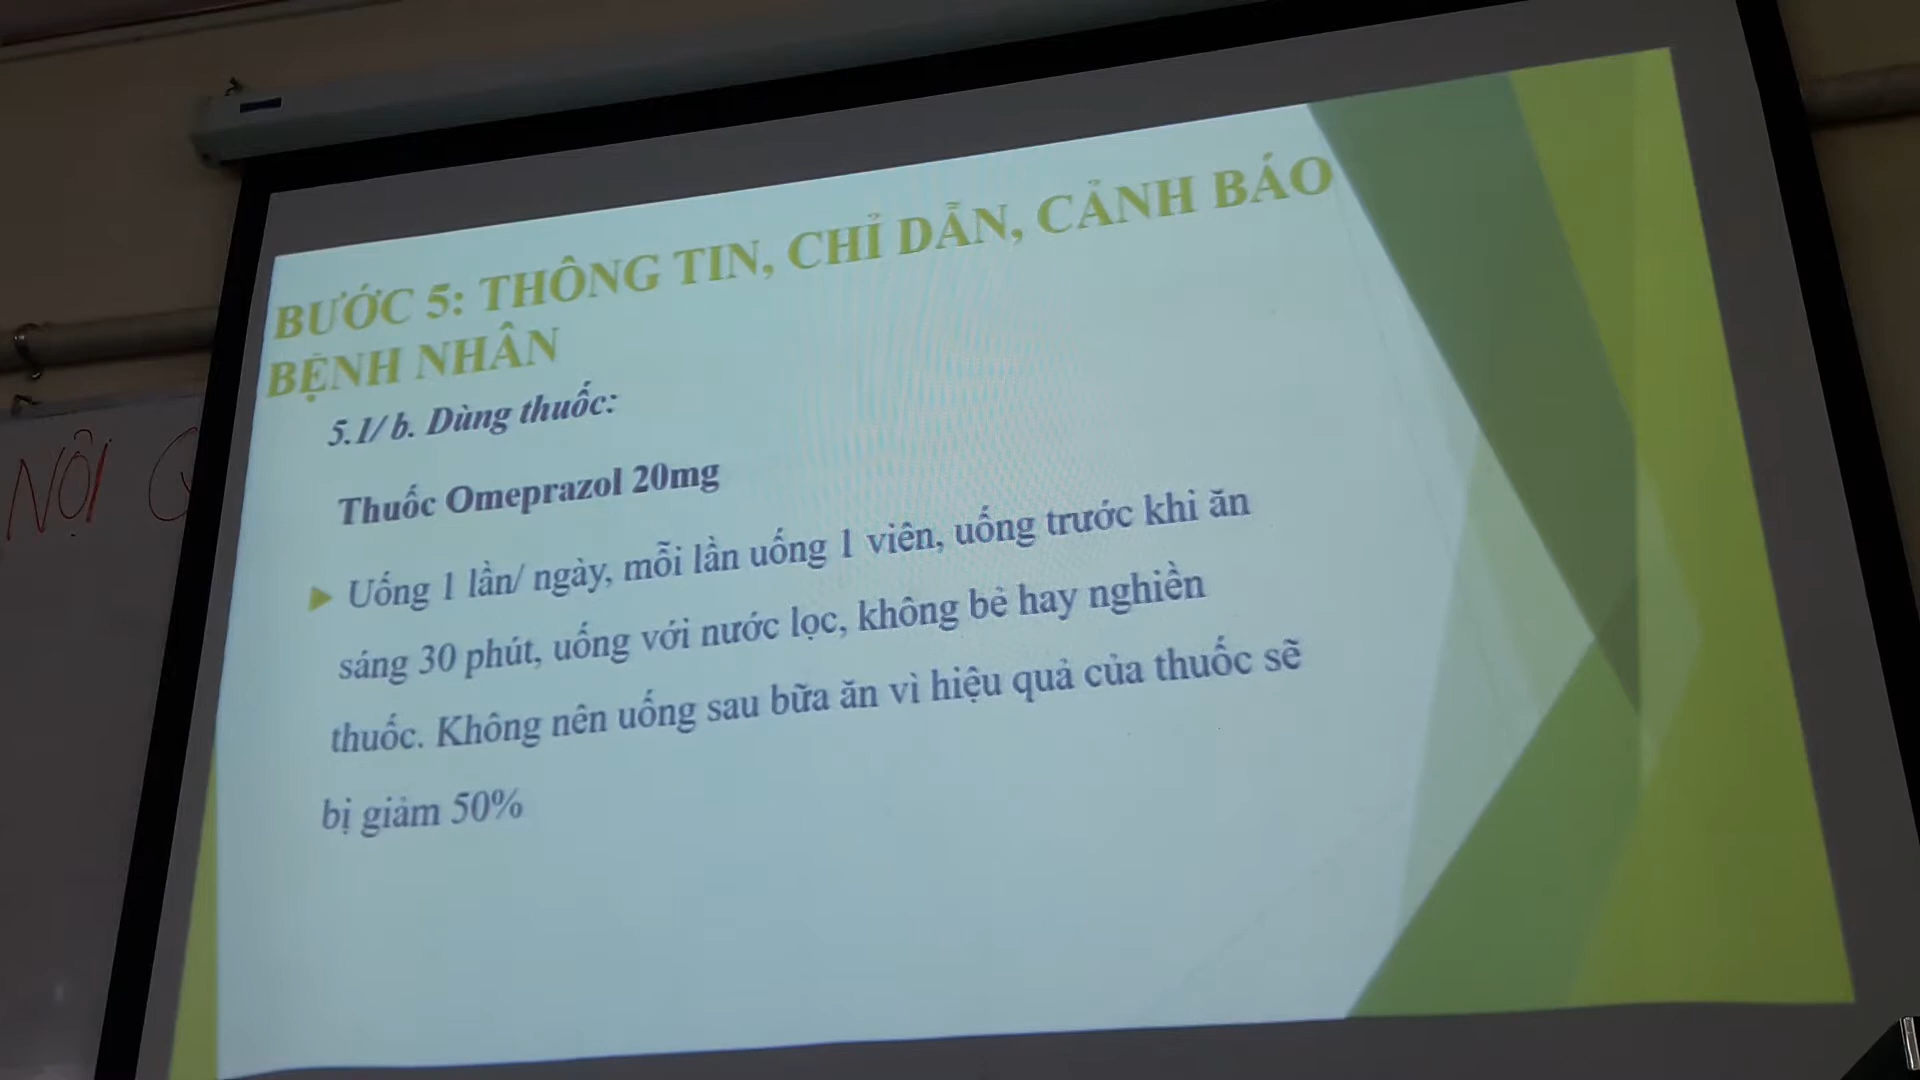 BƯỚC 5: THÔNG TIN, CHỈ DẪN, CẢNH BÁO
BỆNH NHÂN
5.1/ b. Dùng thuốc:
Thuốc Omeprazol 20mg
Uống 1 lần/ ngày, mỗi lần uống 1 viên, uống trước khi ăn
sáng 30 phút, uống với nước lọc, không bẻ hay nghiền
thuốc. Không nên uống sau bữa ăn vì hiệu quả của thuốc sẽ
bị giảm 50%
NỘI